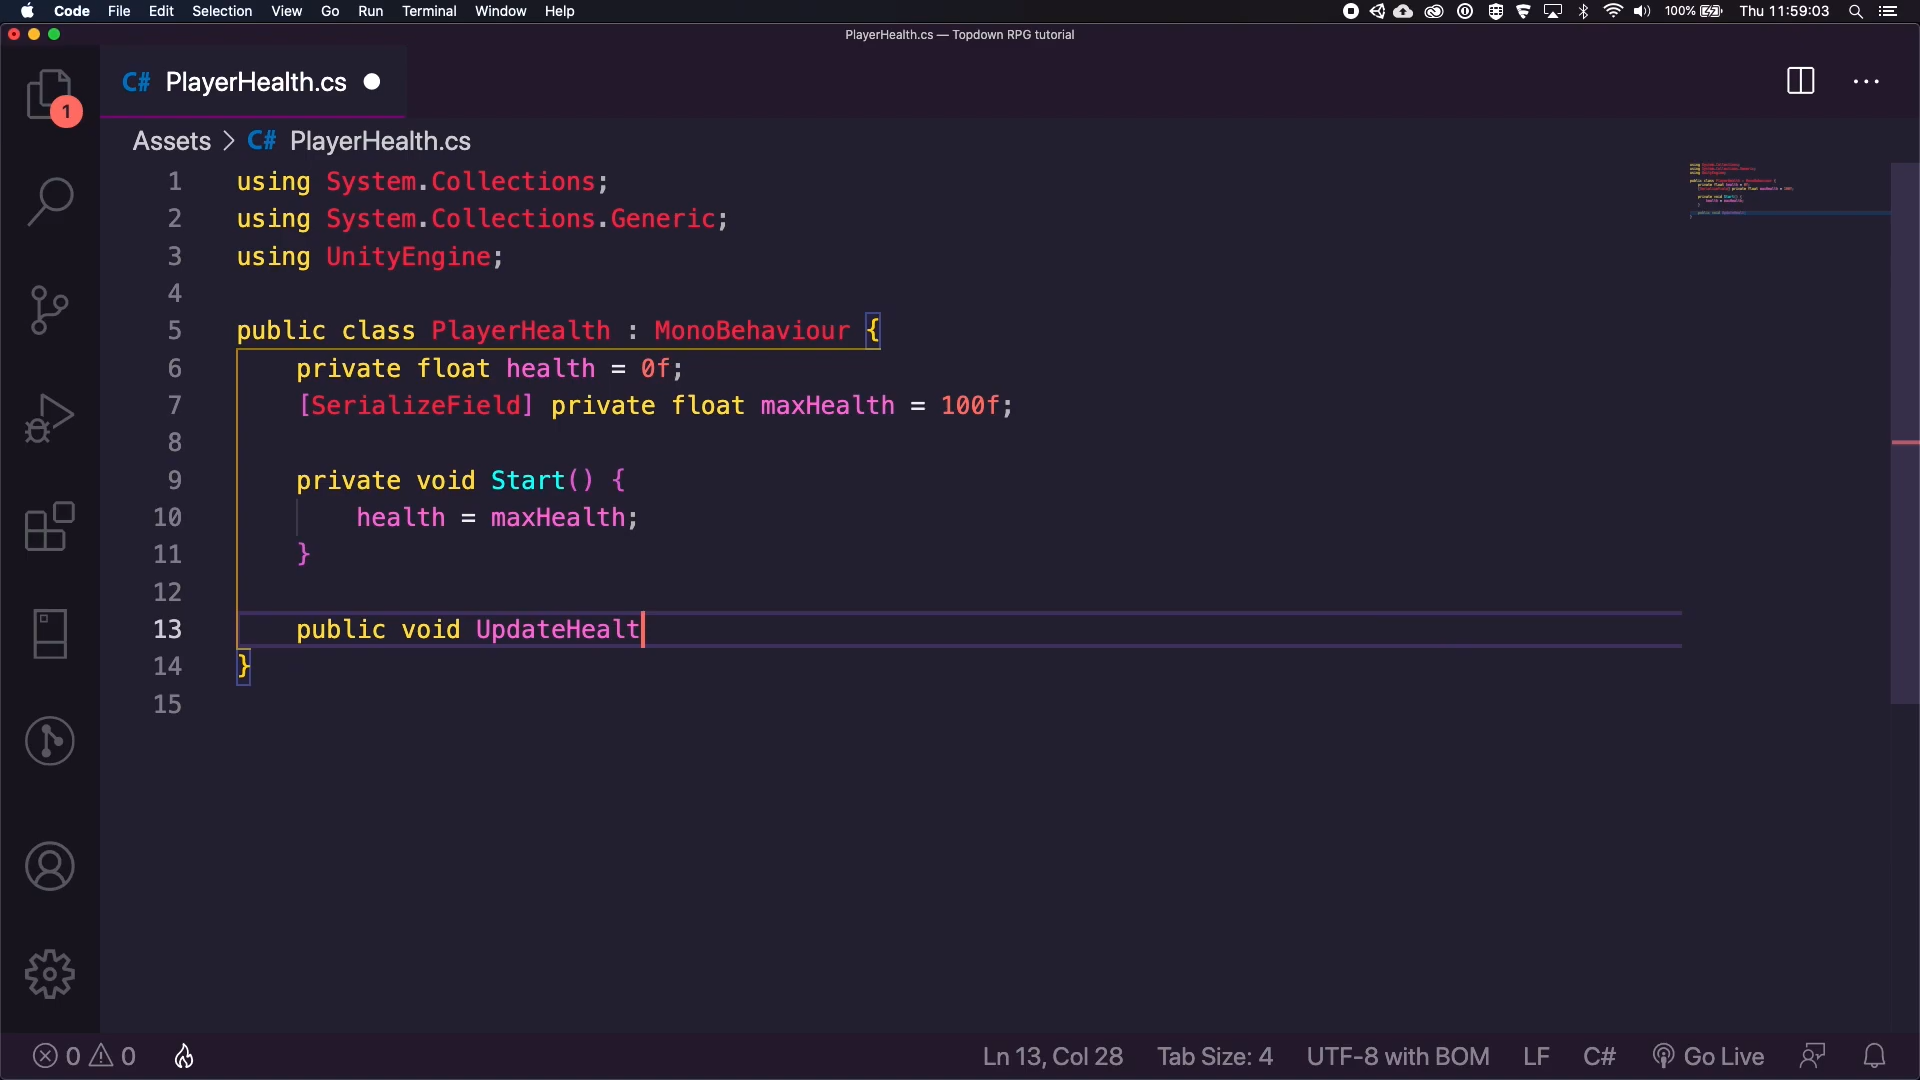 Code File Edit Selection View Go Run Terminal Window Help 100% Thu 11:59:03
PlayerHealth.cs — Topdown RPG tutorial
C# PlayerHealth.cs
1
Assets > C# PlayerHealth.cs
1 using System.Collections;
2 using System.Collections.Generic;
3 using UnityEngine;
4
5 public class PlayerHealth : MonoBehaviour {
6 private float health = 0f;
7 [SerializeField] private float maxHealth = 100f;
8
9 private void Start() {
10 health = maxHealth;
11 }
12
13 public void UpdateHealt
14 }
15
0 0 Ln 13, Col 28 Tab Size: 4 UTF-8 with BOM LF C# Go Live